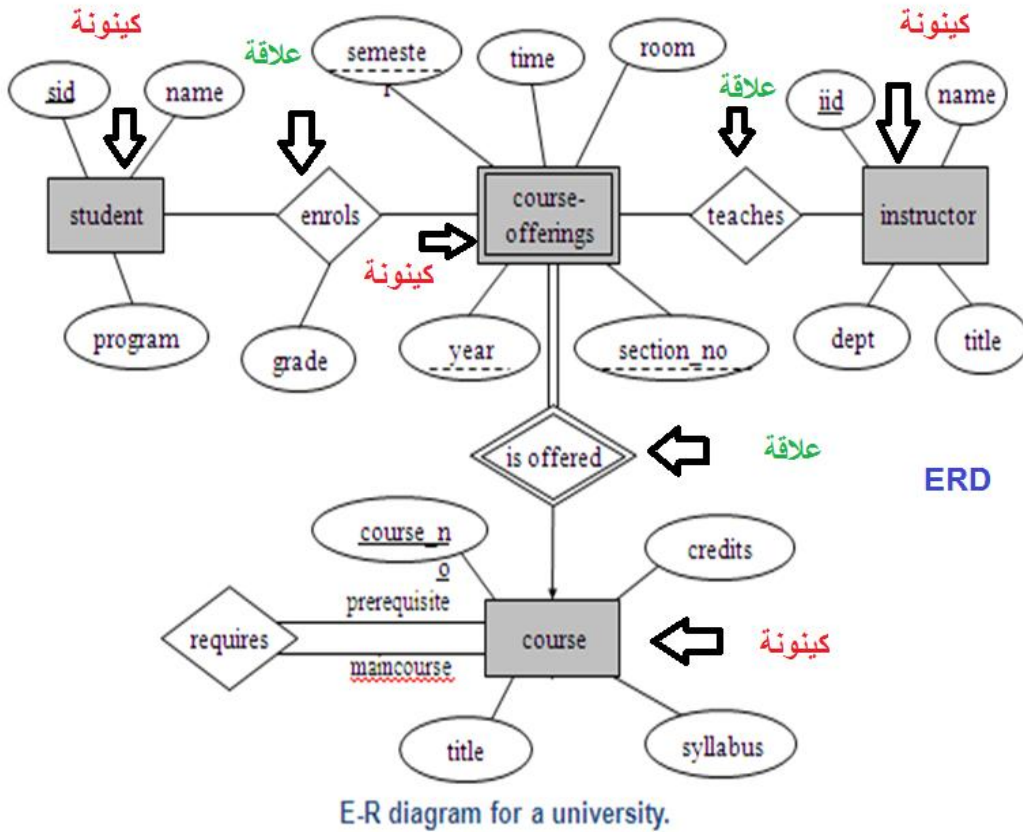 كينونة
كينونة
علاقة
semeste
r
time
room
علاقة
sid
name
iid
name
student
enrols
course-
offerings
teaches
instructor
كينونة
program
grade
year
section_no
dept
title
is offered
علاقة
ERD
course_n
o
credits
prerequisite
requires
course
كينونة
maincourse
title
syllabus
E-R diagram for a university.